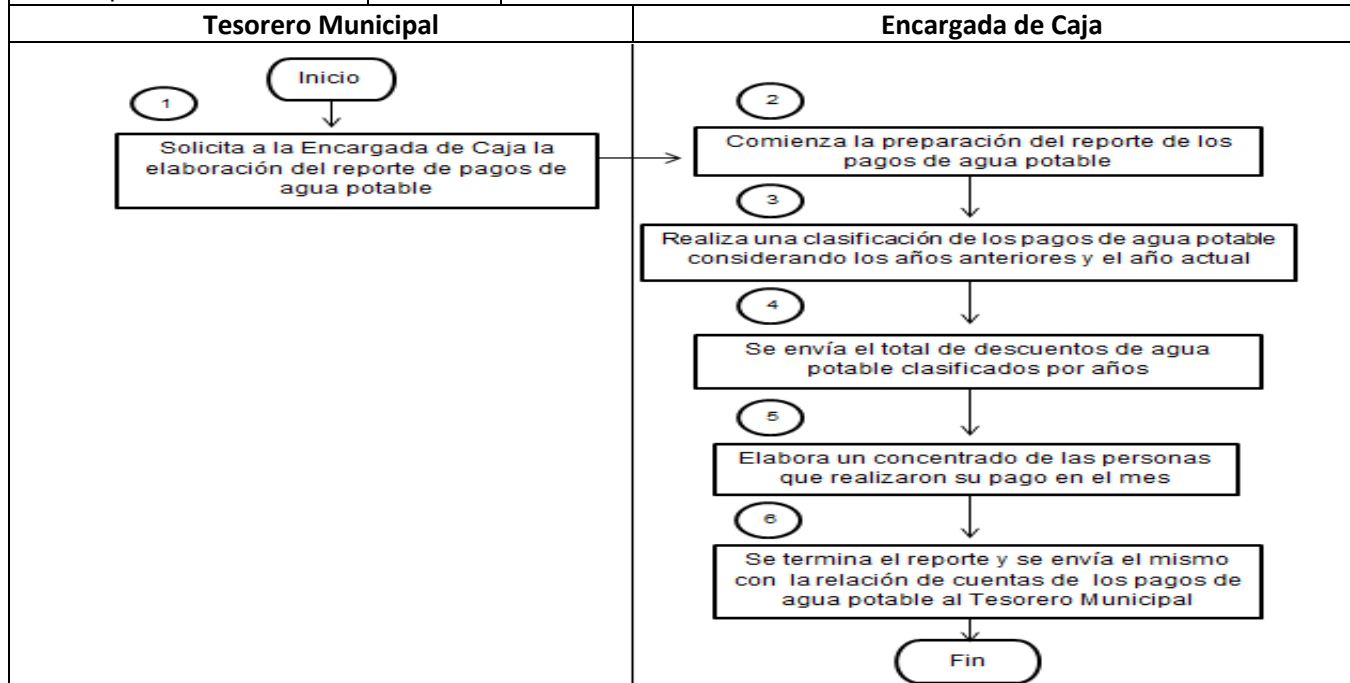 Tesorero Municipal
Encargada de Caja
Inicio
1
Solicita a la Encargada de Caja la
elaboración del reporte de pagos de
agua potable
2
Comienza la preparación del reporte de los
pagos de agua potable
3
Realiza una clasificación de los pagos de agua potable
considerando los años anteriores y el año actual
4
Se envía el total de descuentos de agua
potable clasificados por años
5
Elabora un concentrado de las personas
que realizaron su pago en el mes
6
Se termina el reporte y se envía el mismo
con la relación de cuentas de los pagos de
agua potable al Tesorero Municipal
Fin